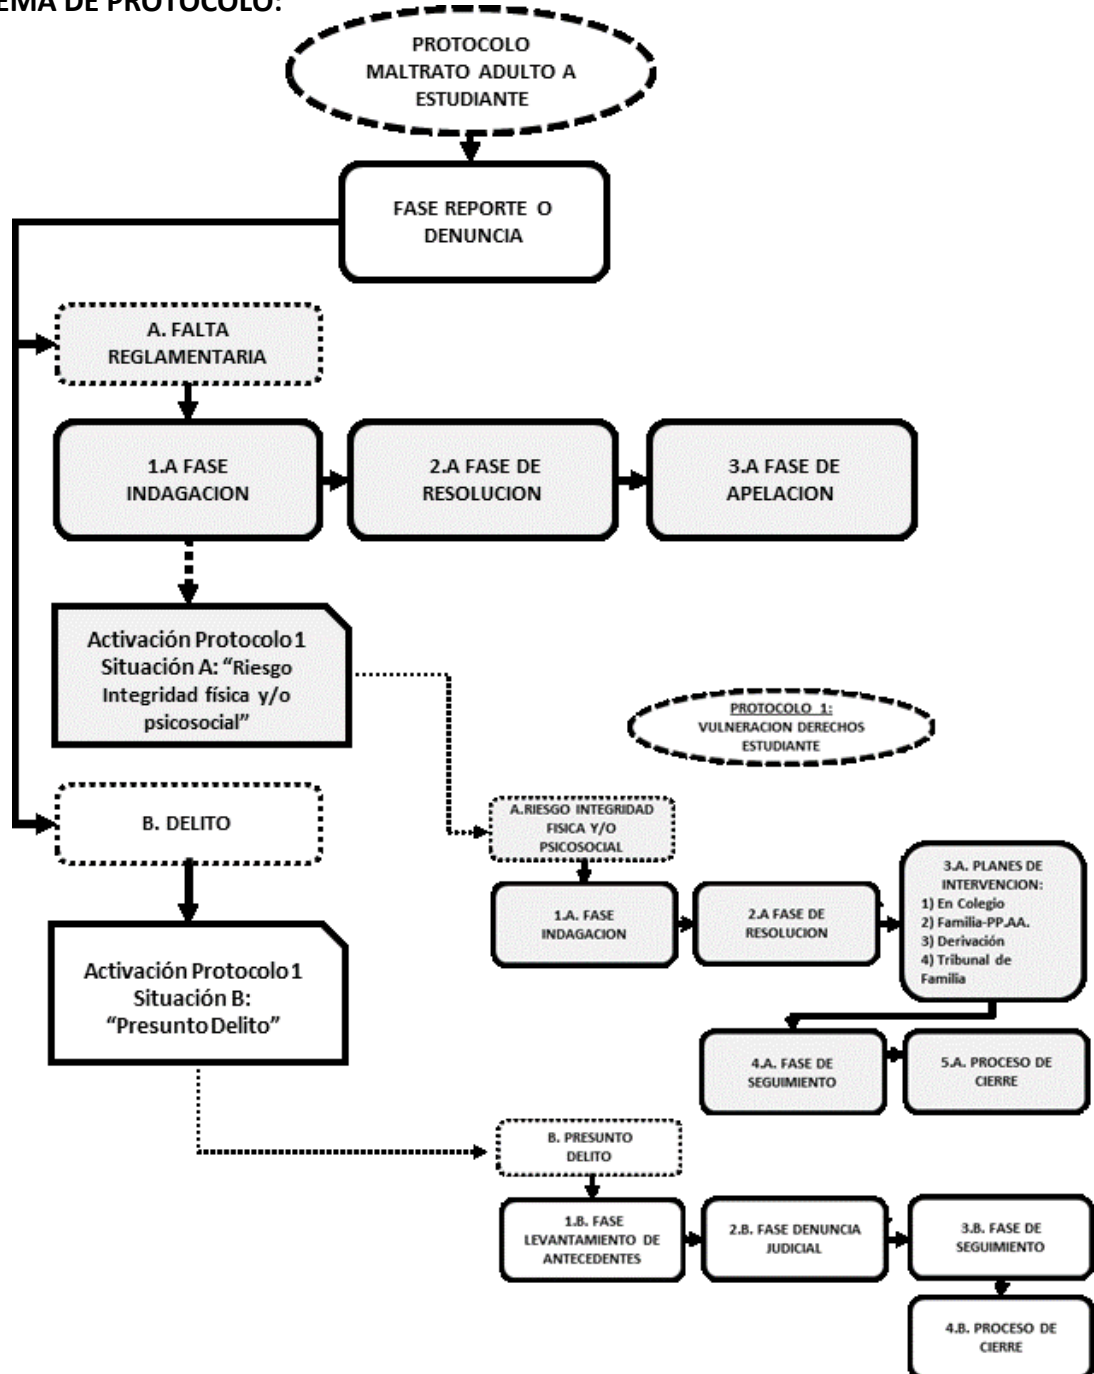 EMA DE PROTOCOLO:
PROTOCOLO
MALTRATO ADULTO A
ESTUDIANTE
FASE REPORTE O
DENUNCIA
A. FALTA
REGLAMENTARIA
1.A FASE
INDAGACION
2.A FASE DE
RESOLUCION
3.A FASE DE
APELACION
Activación Protocolo 1
Situación A: “Riesgo
Integridad física y/o
psicosocial”
B. DELITO
Activación Protocolo 1
Situación B:
“Presunto Delito”
PROTOCOLO 1:
VULNERACION DERECHOS
ESTUDIANTE
A.RIESGO INTEGRIDAD
FISICA Y/O
PSICOSOCIAL
1.A. FASE
INDAGACION
2.A FASE DE
RESOLUCION
3.A. PLANES DE
INTERVENCION:
1) En Colegio
2) Familia-PP.AA.
3) Derivación
4) Tribunal de
Familia
4.A. FASE DE
SEGUIMIENTO
5.A. PROCESO DE
CIERRE
B. PRESUNTO
DELITO
1.B. FASE
LEVANTAMIENTO DE
ANTECEDENTES
2.B. FASE DENUNCIA
JUDICIAL
3.B. FASE DE
SEGUIMIENTO
4.B. PROCESO DE
CIERRE